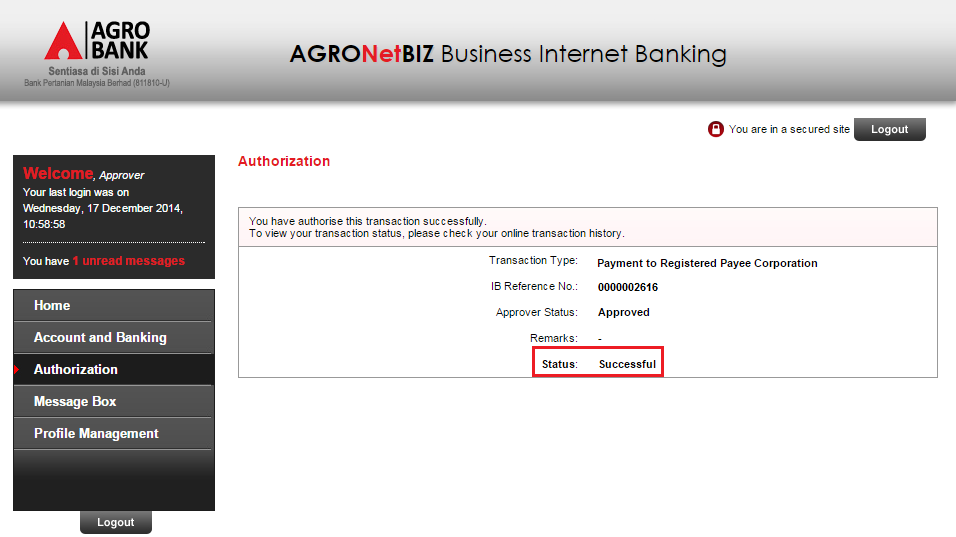 AGRO
BANK
Sentiasa di Sisi Anda
Bank Pertanian Malaysia Berhad (811810-U)
AGRONetBIZ Business Internet Banking
You are in a secured site
Logout
Welcome, Approver
Your last login was on
Wednesday, 17 December 2014,
10:58:58
You have 1 unread messages
Home
Account and Banking
Authorization
Message Box
Profile Management
Logout
Authorization
You have authorise this transaction successfully.
To view your transaction status, please check your online transaction history.
Transaction Type: Payment to Registered Payee Corporation
IB Reference No.: 0000002616
Approver Status: Approved
Remarks: -
Status: Successful